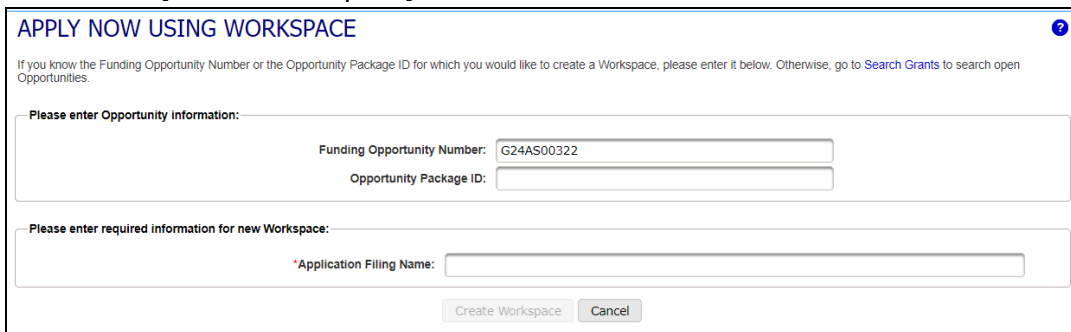 APPLY NOW USING WORKSPACE
?
If you know the Funding Opportunity Number or the Opportunity Package ID for which you would like to create a Workspace, please enter it below. Otherwise, go to Search Grants to search open
Opportunities.
Please enter Opportunity information:
Funding Opportunity Number: G24AS00322
Opportunity Package ID:
Please enter required information for new Workspace:
*Application Filing Name:
Create Workspace Cancel